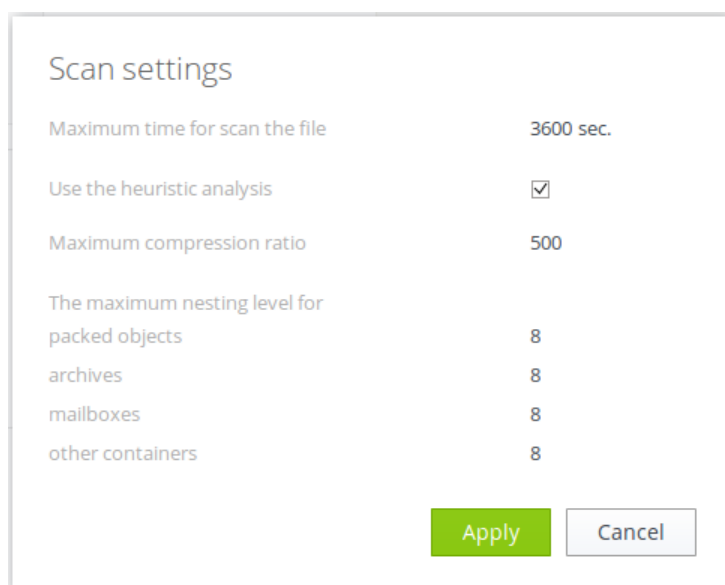 Scan settings
Maximum time for scan the file 3600 sec.
Use the heuristic analysis
Maximum compression ratio 500
The maximum nesting level for
packed objects 8
archives 8
mailboxes 8
other containers 8
Apply Cancel